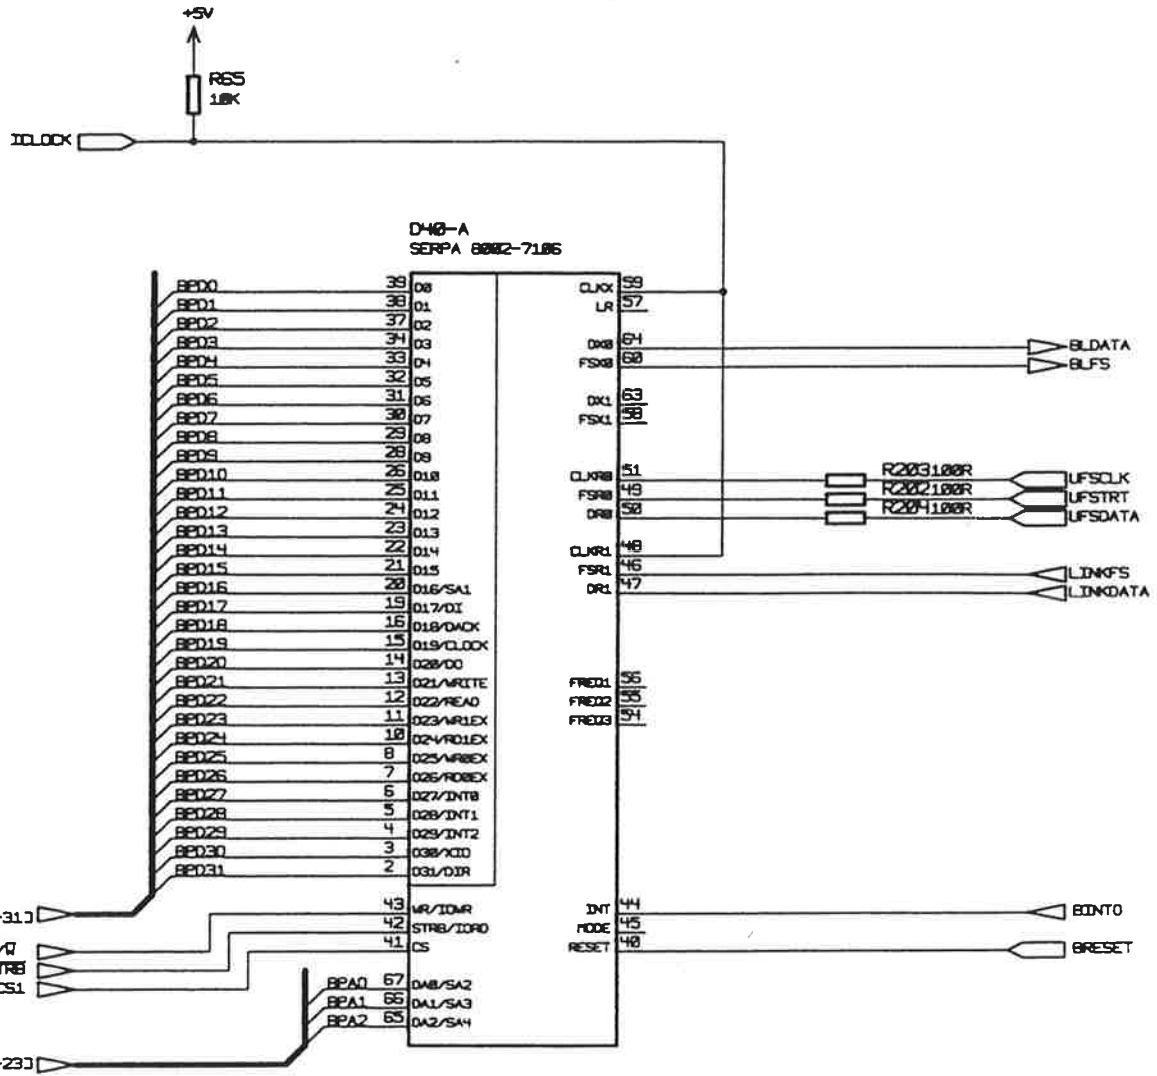 +5V
R65
10K
ICLOCK
D40-A
SERPA 8002-7106
BPD0 39 D0 CLKX 59
BPD1 38 D1 LR 57
BPD2 37 D2
BPD3 34 D3 DX0 64 BLDATA
BPD4 33 D4 FSX0 60 BLFS
BPD5 32 D5
BPD6 31 D6 DX1 63
BPD7 30 D7 FSX1 58
BPD8 29 D8
BPD9 28 D9
BPD10 26 D10 CLKR0 51 R203 100R UFSCLK
BPD11 25 D11 FSR0 49 R202 100R UFSTRT
BPD12 24 D12 DR0 50 R204 100R UFSDATA
BPD13 23 D13
BPD14 22 D14 CLKR1 48
BPD15 21 D15 FSR1 46 LINKFS
BPD16 20 D16/SA1 DR1 47 LINKDATA
BPD17 19 D17/DI
BPD18 16 D18/DACK
BPD19 15 D19/CLOCK
BPD20 14 D20/DO
BPD21 13 D21/WRITE FREQ1 56
BPD22 12 D22/READ FREQ2 55
BPD23 11 D23/WR1EX FREQ3 54
BPD24 10 D24/RD1EX
BPD25 8 D25/WR0EX
BPD26 7 D26/RD0EX
BPD27 6 D27/INT0
BPD28 5 D28/INT1
BPD29 4 D29/INT2
BPD30 3 D30/XIO
BPD31 2 D31/DIR
-31]
43 WR/IOWR INT 44 BINT0
/W 42 STRB/IORD MODE 45
TRB 41 CS RESET 40 BRESET
CS1
BPA0 67 DA0/SA2
BPA1 66 DA1/SA3
BPA2 65 DA2/SA4
-23]